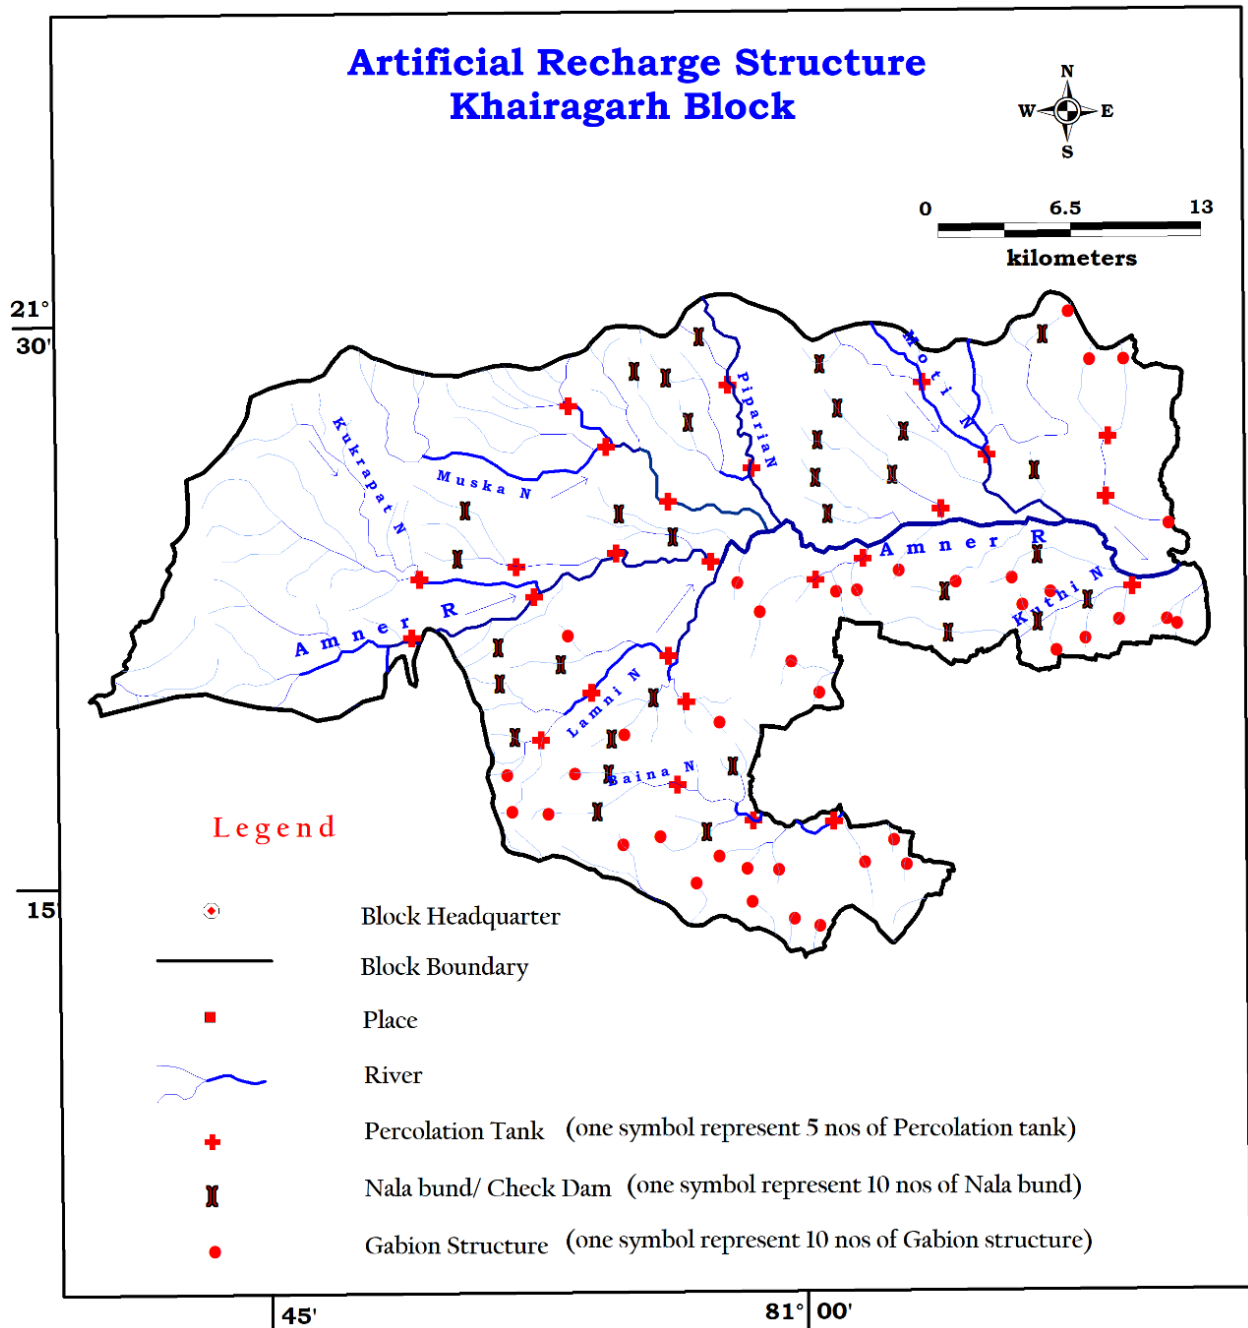 Artificial Recharge Structure
Khairagarh Block
N
W E
S
0 6.5 13
kilometers
21°
30'
Moti N
Piparia N
Kukrapat N
Muska N
Amner R
Kuthi N
Amner R
Lamni N
Baina N
Legend
15
Block Headquarter
Block Boundary
Place
River
Percolation Tank (one symbol represent 5 nos of Percolation tank)
Nala bund/ Check Dam (one symbol represent 10 nos of Nala bund)
Gabion Structure (one symbol represent 10 nos of Gabion structure)
45' 81° 00'